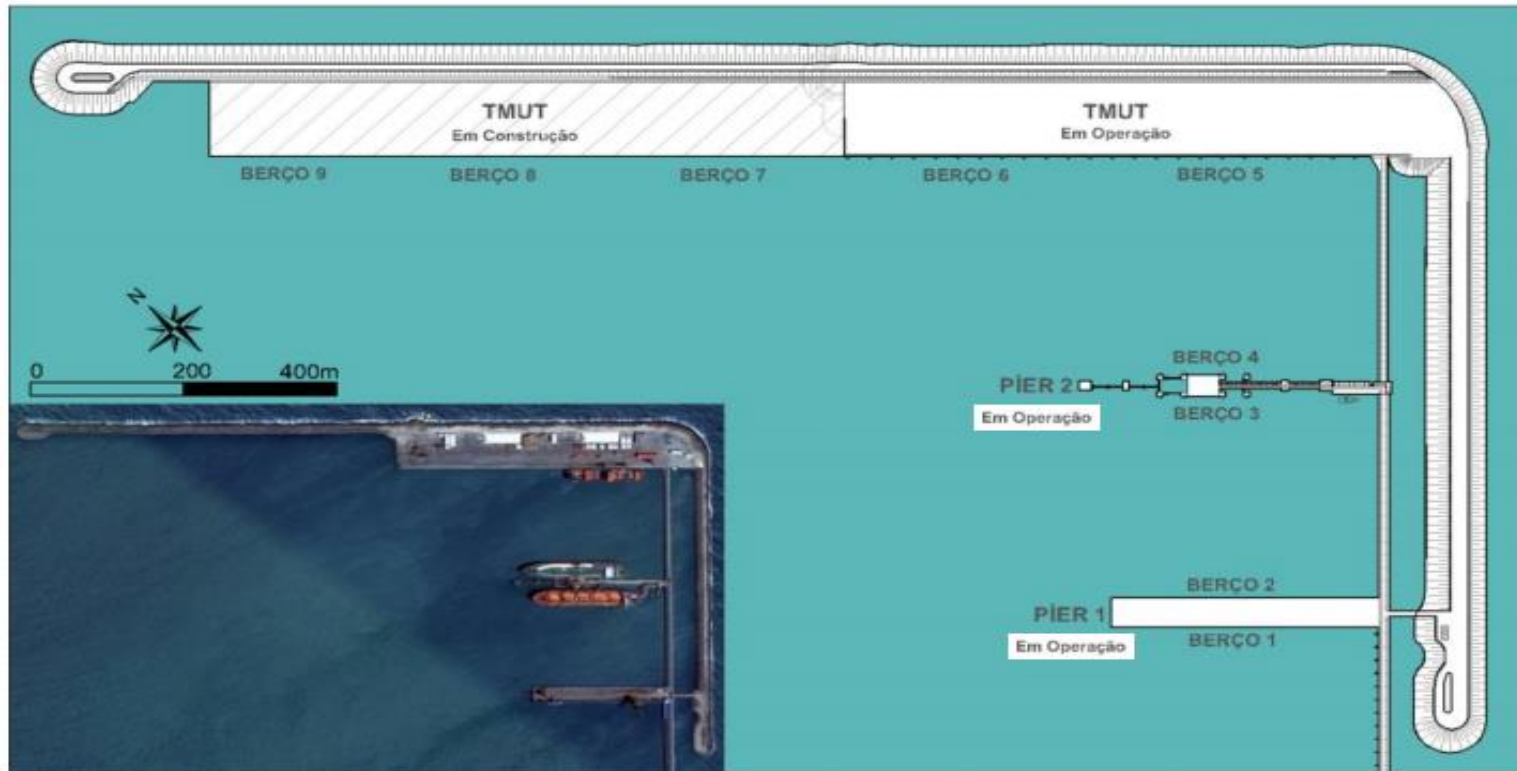 TMUT
Em Construção
TMUT
Em Operação
BERÇO 9
BERÇO 8
BERÇO 7
BERÇO 6
BERÇO 5
N
0
200
400m
BERÇO 4
PÍER 2
BERÇO 3
Em Operação
BERÇO 2
PÍER 1
BERÇO 1
Em Operação